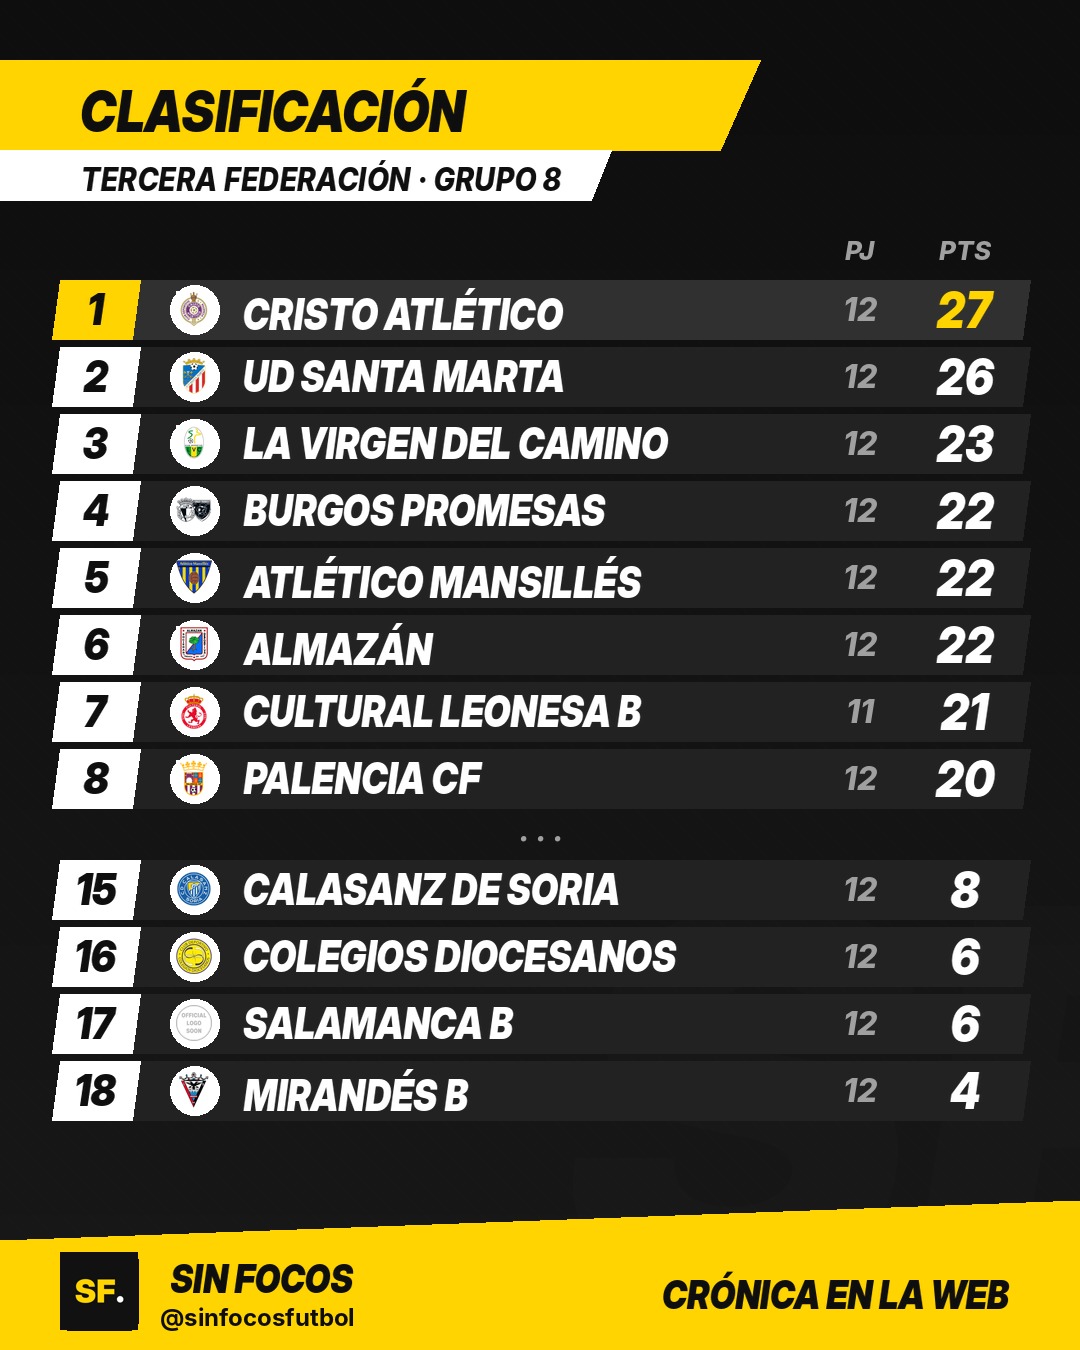 CLASIFICACIÓN
TERCERA FEDERACIÓN · GRUPO 8
PJ PTS
1 CRISTO ATLÉTICO 12 27
2 UD SANTA MARTA 12 26
3 LA VIRGEN DEL CAMINO 12 23
4 BURGOS PROMESAS 12 22
5 ATLÉTICO MANSILLÉS 12 22
6 ALMAZÁN 12 22
7 CULTURAL LEONESA B 11 21
8 PALENCIA CF 12 20
...
15 CALASANZ DE SORIA 12 8
16 COLEGIOS DIOCESANOS 12 6
17 OFFICIAL LOGO SOON SALAMANCA B 12 6
18 MIRANDÉS B 12 4
SF. SIN FOCOS
@sinfocosfutbol
CRÓNICA EN LA WEB